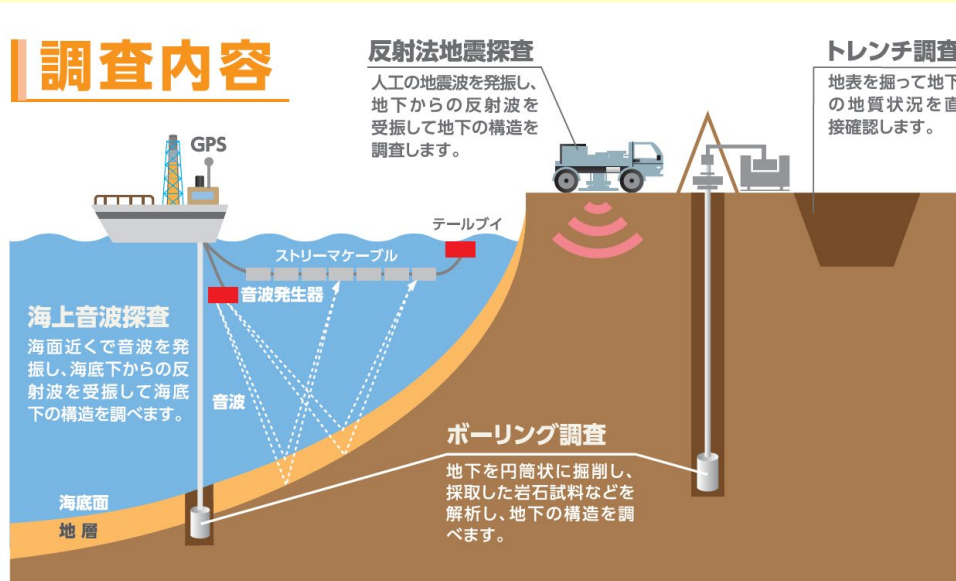 調査内容
反射法地震探査
人工の地震波を発振し、
地下からの反射波を
受振して地下の構造を
調査します。
トレンチ調査
地表を掘って地下
の地質状況を直
接確認します。
GPS
テールブイ
ストリーマケーブル
音波発生器
海上音波探査
海面近くで音波を発
振し、海底下からの反
射波を受振して海底
下の構造を調べます。
音波
ボーリング調査
地下を円筒状に掘削し、
採取した岩石試料などを
解析し、地下の構造を調
べます。
海底面
地層